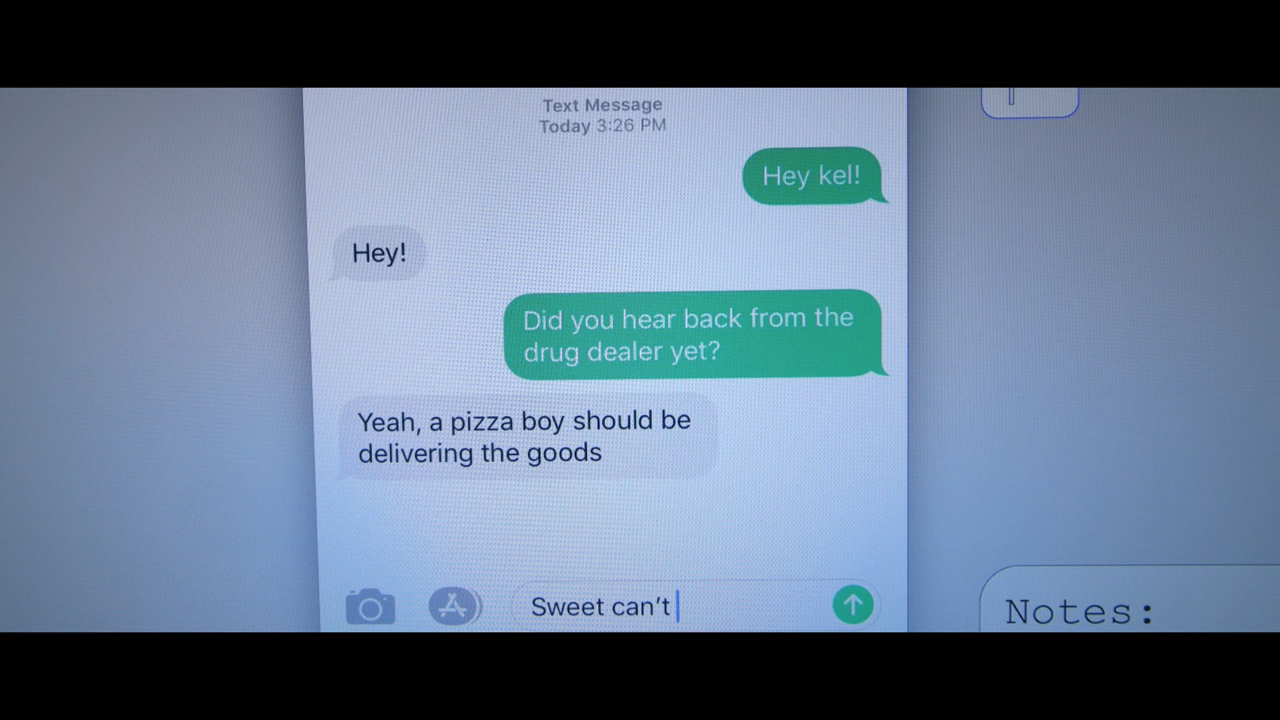 Text Message
Today 3:26 PM
Hey kel!
Hey!
Did you hear back from the
drug dealer yet?
Yeah, a pizza boy should be
delivering the goods
Sweet can't
Notes: